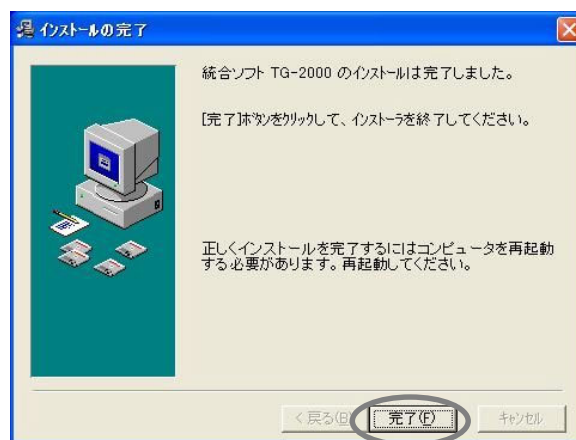 インストールの完了
統合ソフト TG-2000 のインストールは完了しました。
[完了]ボタンをクリックして、インストーラを終了してください。
正しくインストールを完了するにはコンピュータを再起動
する必要があります。再起動してください。
< 戻る(B) 完了(F) キャンセル